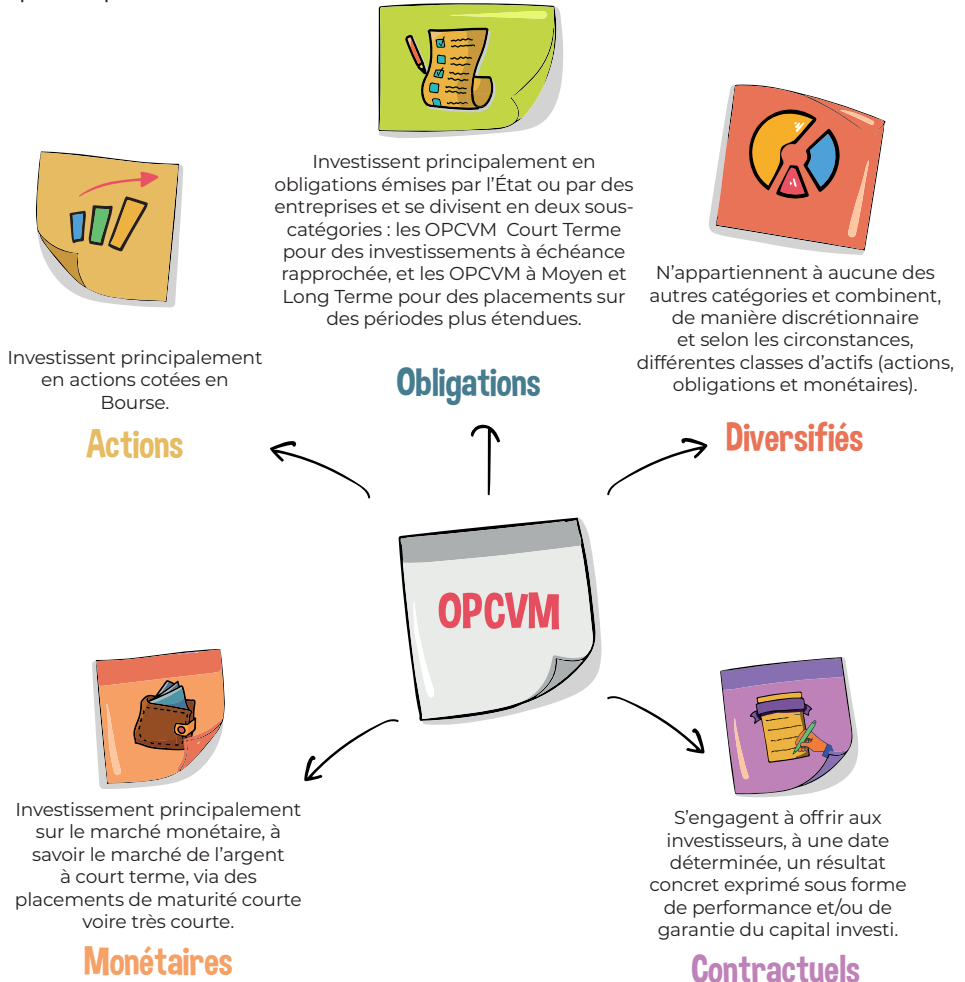 Investissent principalement en
obligations émises par l’État ou par des
entreprises et se divisent en deux sous-
catégories : les OPCVM Court Terme
pour des investissements à échéance
rapprochée, et les OPCVM à Moyen et
Long Terme pour des placements sur
des périodes plus étendues.
Obligations
Investissent principalement
en actions cotées en
Bourse.
Actions
N’appartiennent à aucune des
autres catégories et combinent,
de manière discrétionnaire
et selon les circonstances,
différentes classes d’actifs (actions,
obligations et monétaires).
Diversifiés
OPCVM
Investissement principalement
sur le marché monétaire, à
savoir le marché de l’argent
à court terme, via des
placements de maturité courte
voire très courte.
Monétaires
S’engagent à offrir aux
investisseurs, à une date
déterminée, un résultat
concret exprimé sous forme
de performance et/ou de
garantie du capital investi.
Contractuels